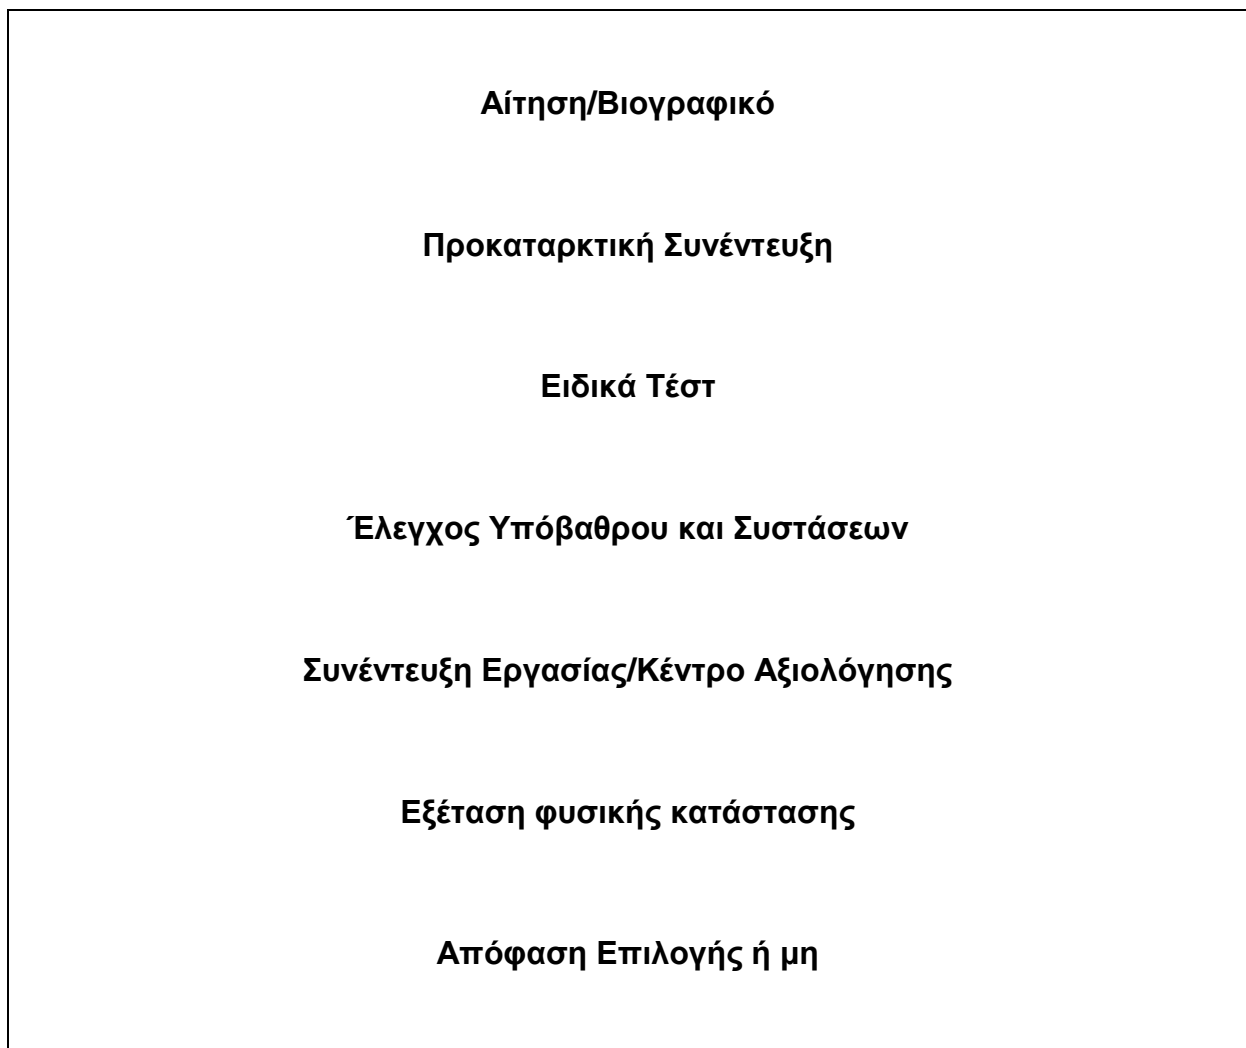 Αίτηση/Βιογραφικό
Προκαταρκτική Συνέντευξη
Ειδικά Τέστ
Έλεγχος Υπόβαθρου και Συστάσεων
Συνέντευξη Εργασίας/Κέντρο Αξιολόγησης
Εξέταση φυσικής κατάστασης
Απόφαση Επιλογής ή μη